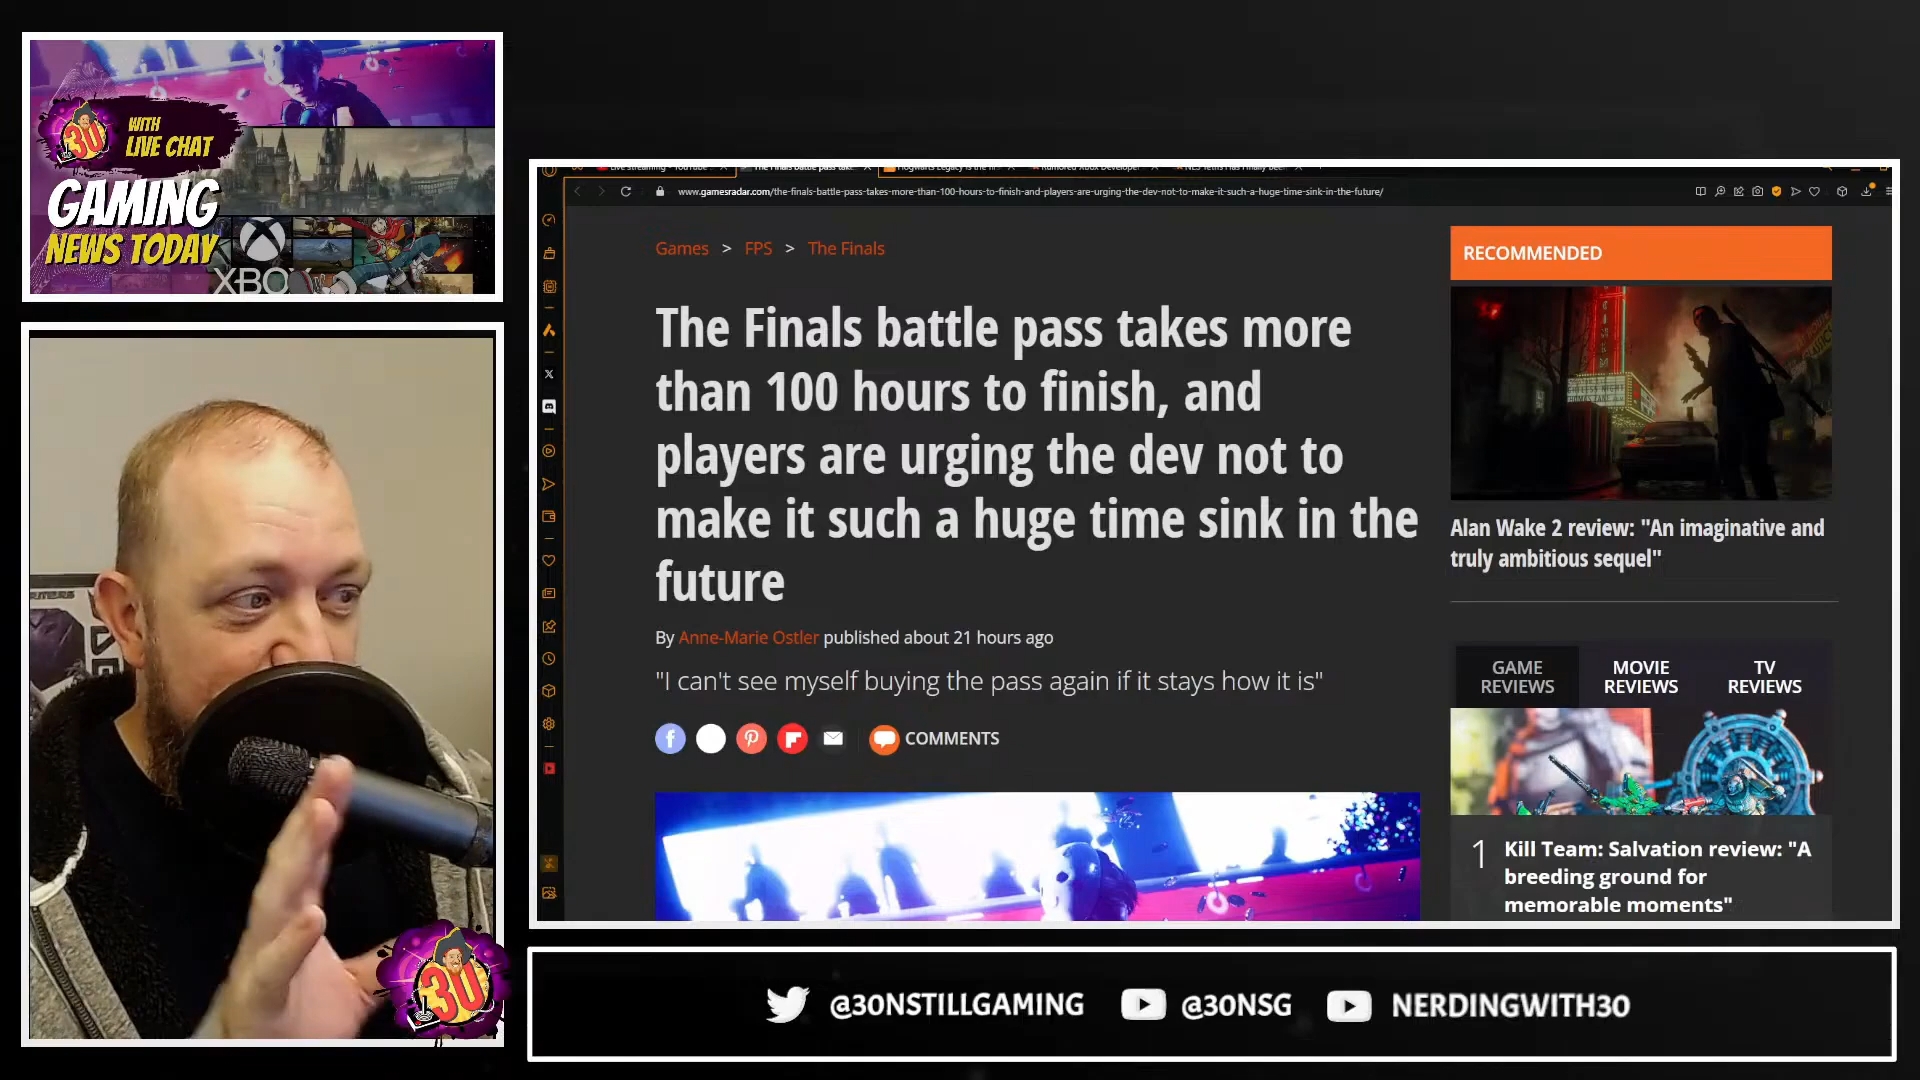 WITH
LIVE CHAT
30
GAMING
NEWS TODAY
XBOX
www.gamesradar.com/the-finals-battle-pass-takes-more-than-100-hours-to-finish-and-players-are-urging-the-dev-not-to-make-it-such-a-huge-time-sink-in-the-future/
Games > FPS > The Finals
The Finals battle pass takes more
than 100 hours to finish, and
players are urging the dev not to
make it such a huge time sink in the
future
By Anne-Marie Ostler published about 21 hours ago
"I can't see myself buying the pass again if it stays how it is"
COMMENTS
RECOMMENDED
Alan Wake 2 review: "An imaginative and
truly ambitious sequel"
GAME
REVIEWS
MOVIE
REVIEWS
TV
REVIEWS
1
Kill Team: Salvation review: "A
breeding ground for
memorable moments"
30
@30NSTILLGAMING
@30NSG
NERDINGWITH30